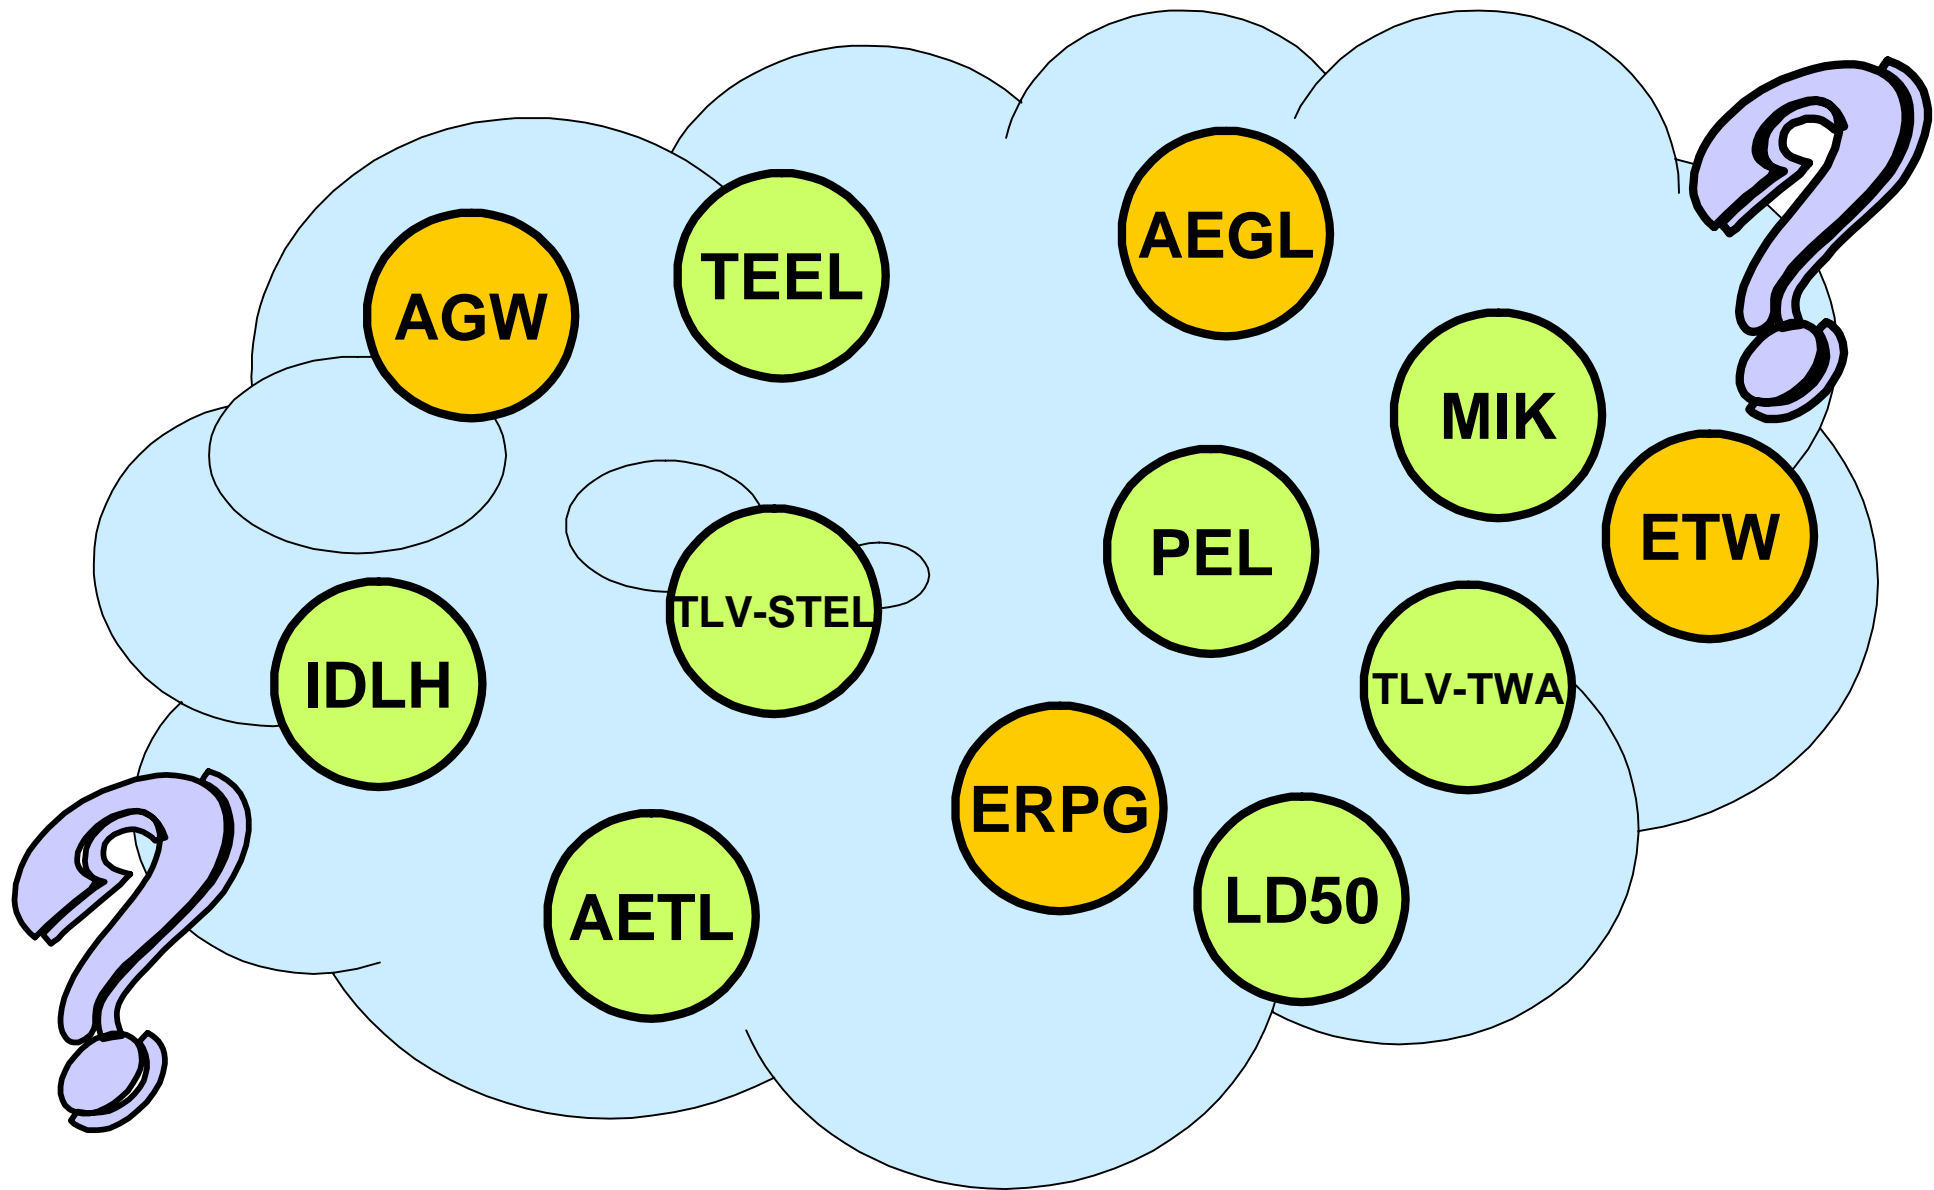 AEGL
TEEL
AGW
MIK
ETW
PEL
TLV-STEL
IDLH
TLV-TWA
ERPG
LD50
AETL